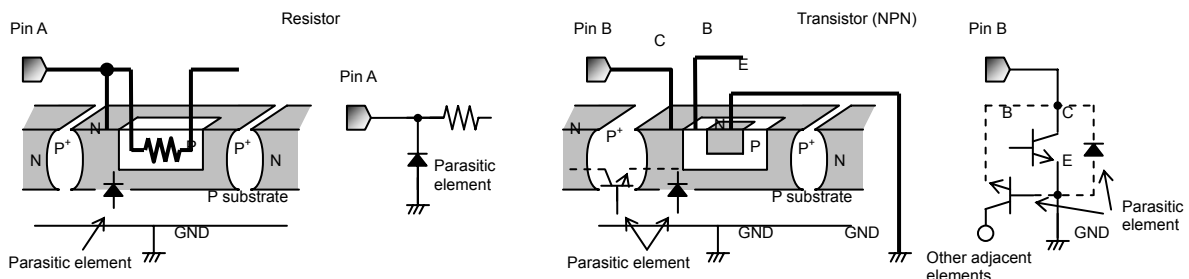 Resistor
Pin A
Pin A
N
P
N
P+
P+
N
Parasitic
element
P substrate
GND
Parasitic element
Transistor (NPN)
Pin B
C
B
E
N
P+
N
P
P+
N
P substrate
GND
GND
Parasitic element
Pin B
B
C
E
Parasitic
element
GND
Other adjacent
elements